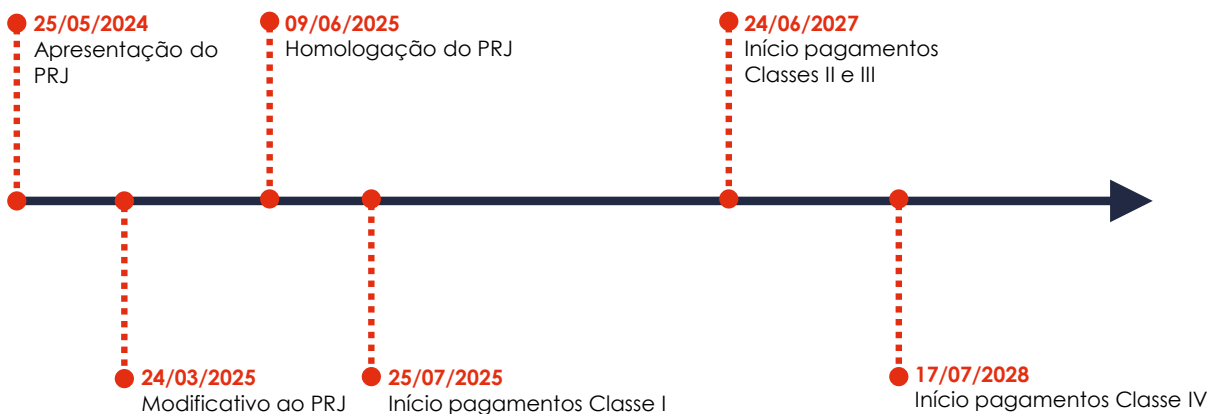 25/05/2024
Apresentação do
PRJ
09/06/2025
Homologação do PRJ
24/06/2027
Início pagamentos
Classes II e III
24/03/2025
Modificativo ao PRJ
25/07/2025
Início pagamentos Classe I
17/07/2028
Início pagamentos Classe IV